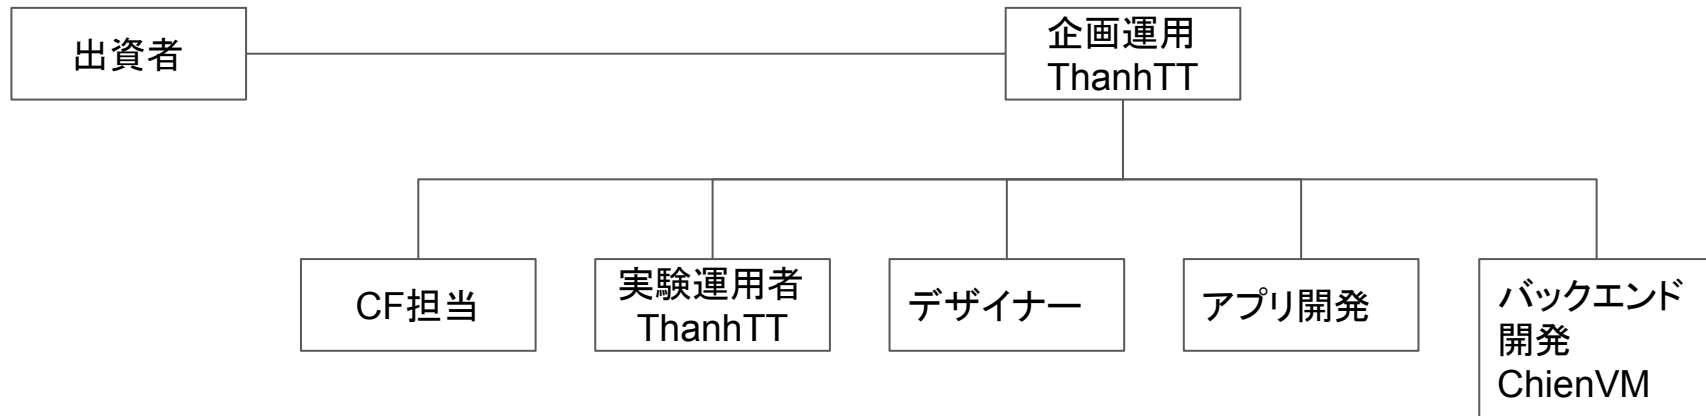 出資者
企画運用
ThanhTT
CF担当
実験運用者
ThanhTT
デザイナー
アプリ開発
バックエンド
開発
ChienVM